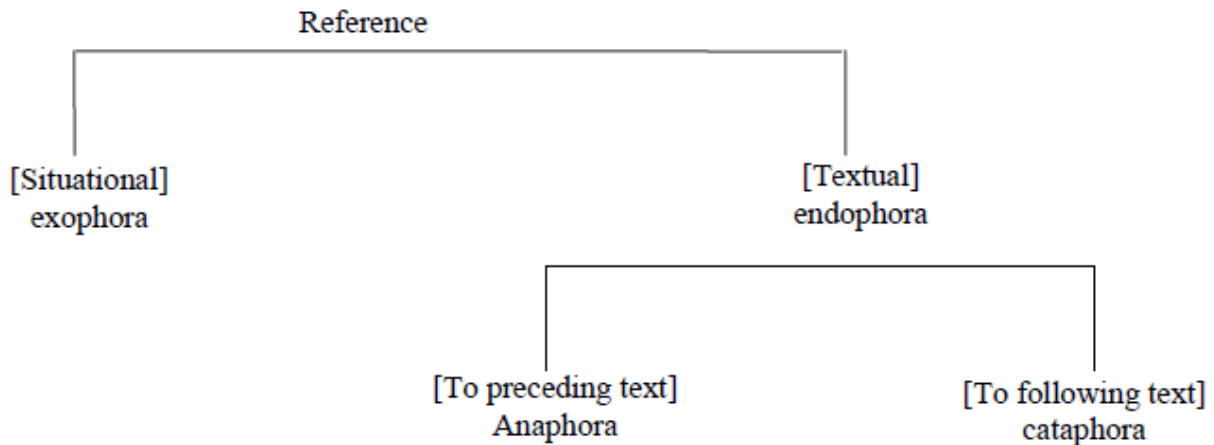 Reference
[Situational]
exophora
[Textual]
endophora
[To preceding text]
Anaphora
[To following text]
cataphora